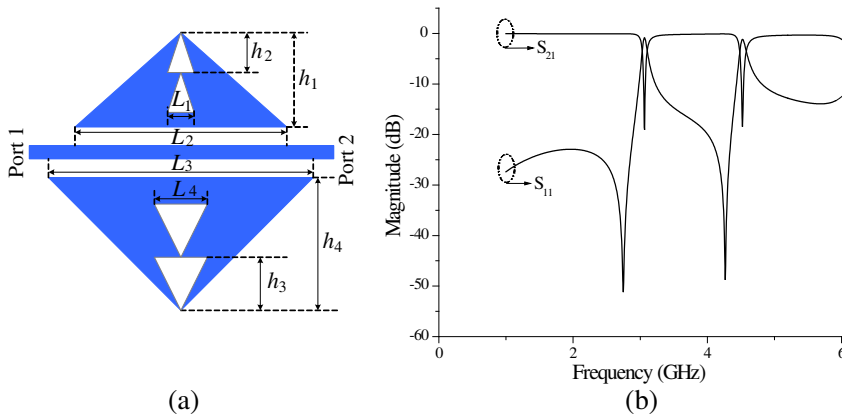 (a)
h2
h1
L1
L2
Port 1
Port 2
L3
L4
h4
h3
(b)
Magnitude (dB)
0
-10
-20
-30
-40
-50
-60
S21
S11
0
2
4
6
Frequency (GHz)
(a)
(b)